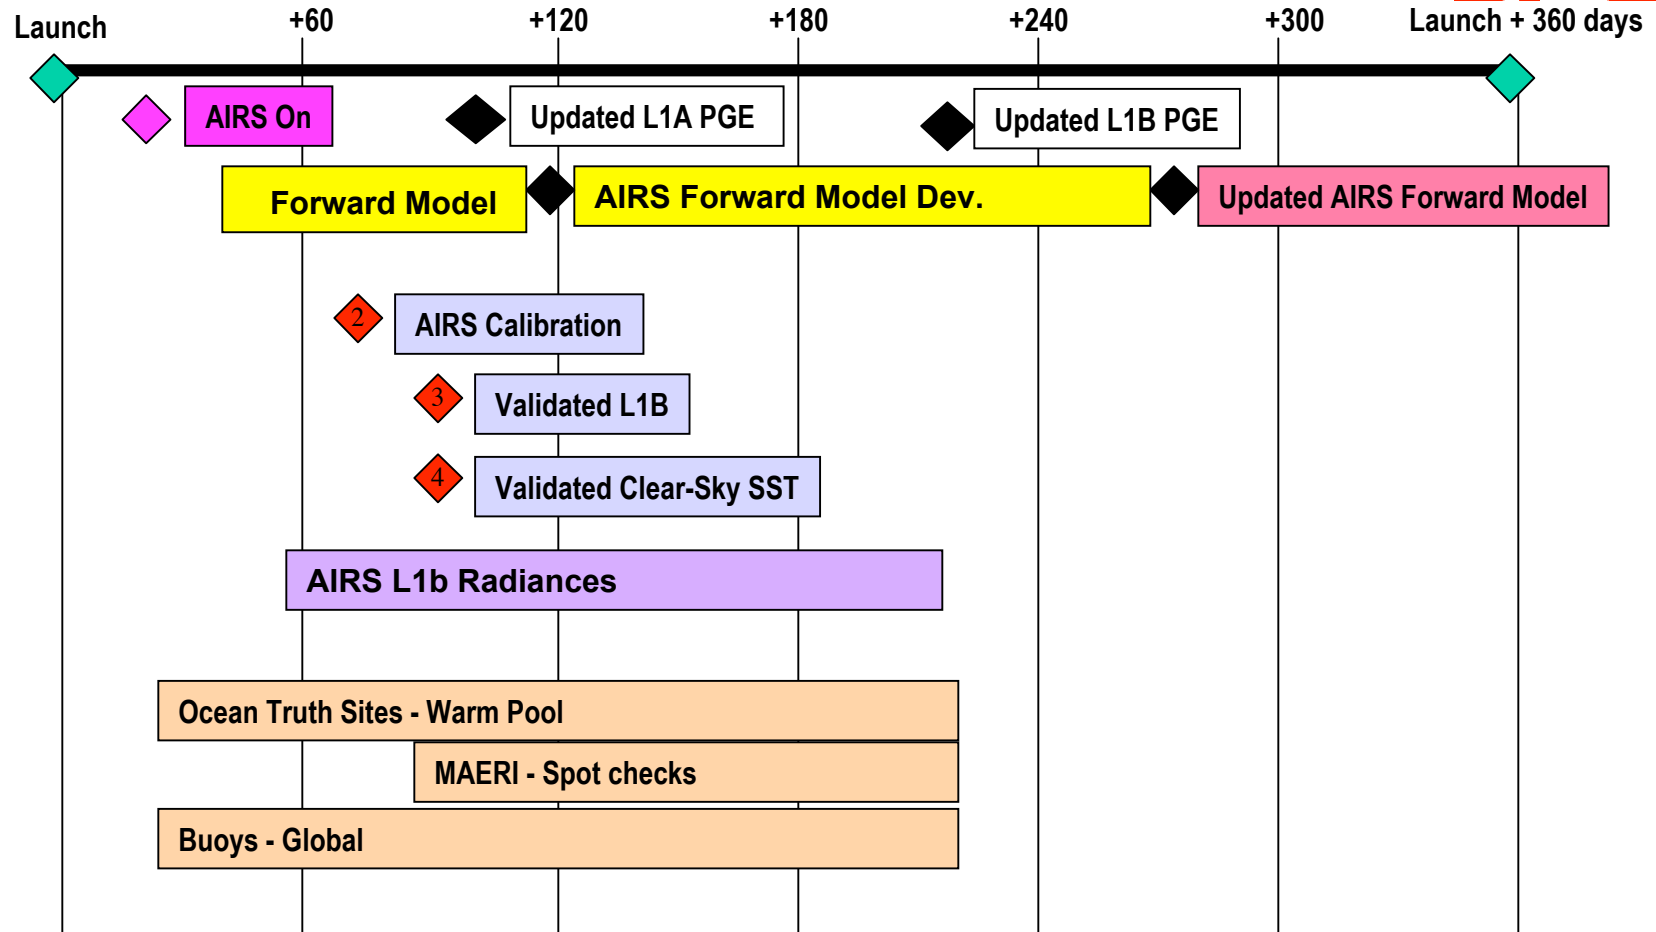 Launch
+60
+120
+180
+240
+300
Launch + 360 days
AIRS On
Updated L1A PGE
Updated L1B PGE
Forward Model
AIRS Forward Model Dev.
Updated AIRS Forward Model
2
AIRS Calibration
3
Validated L1B
4
Validated Clear-Sky SST
AIRS L1b Radiances
Ocean Truth Sites - Warm Pool
MAERI - Spot checks
Buoys - Global